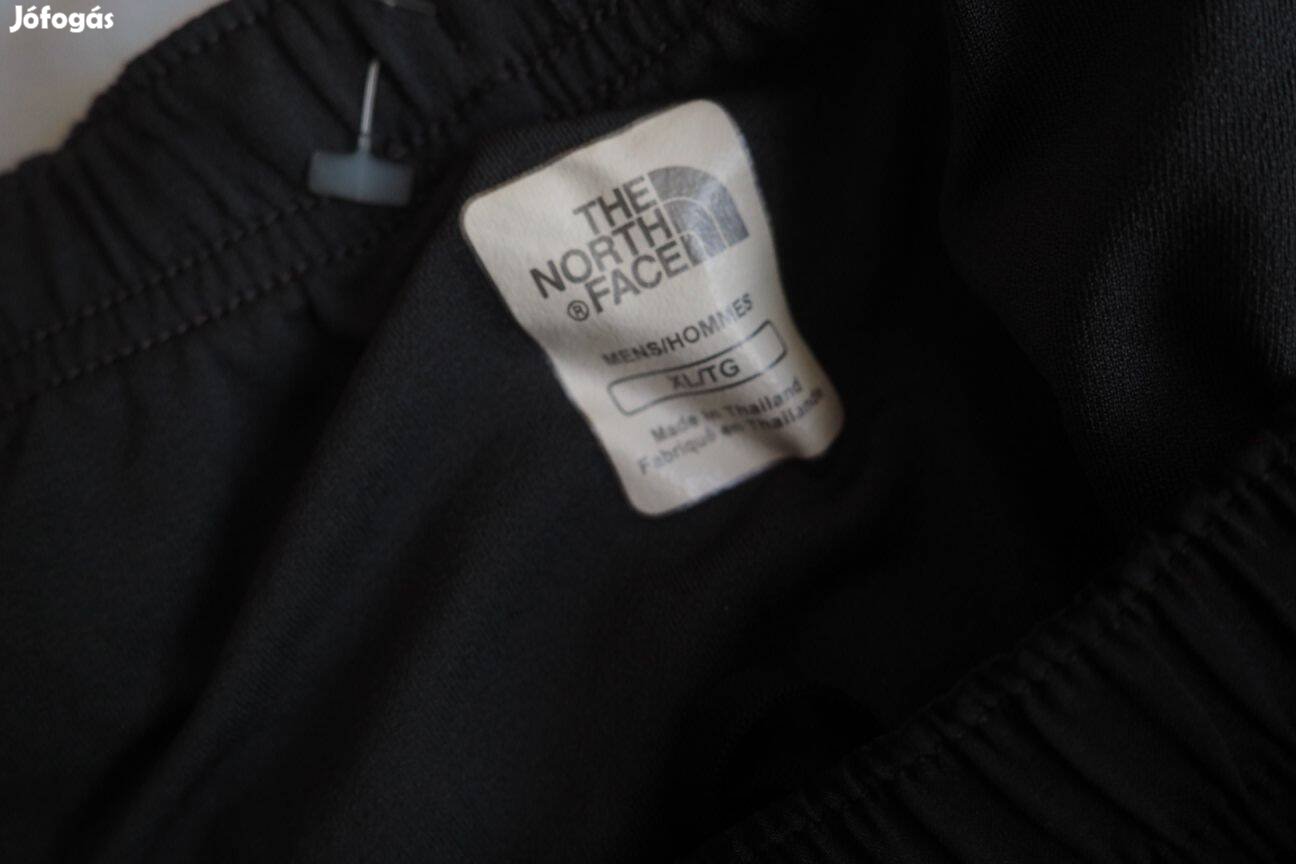 Jófogás
THE
NORTH
FACE
®
MENS/HOMMES
XL/TG
Made in Thailand
Fabriqué en Thaïlande